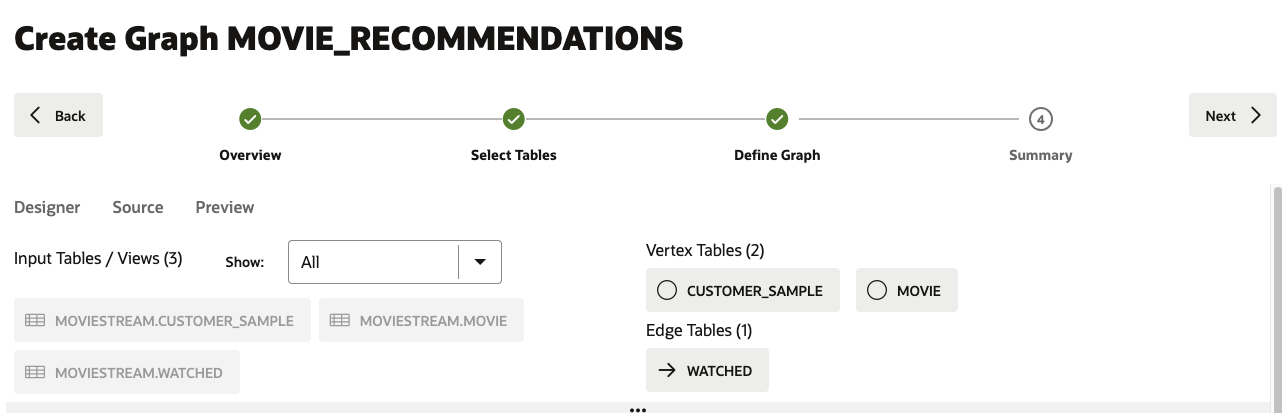 Create Graph MOVIE_RECOMMENDATIONS
Back
4
Next
Overview
Select Tables
Define Graph
Summary
Designer
Source
Preview
Input Tables / Views (3)
Show:
All
MOVIESTREAM.CUSTOMER_SAMPLE
MOVIESTREAM.MOVIE
MOVIESTREAM.WATCHED
Vertex Tables (2)
CUSTOMER_SAMPLE
MOVIE
Edge Tables (1)
WATCHED